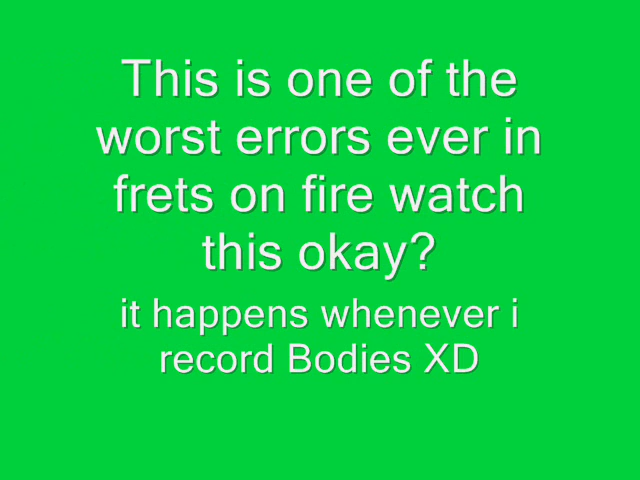 This is one of the
worst errors ever in
frets on fire watch
this okay?
it happens whenever i
record Bodies XD